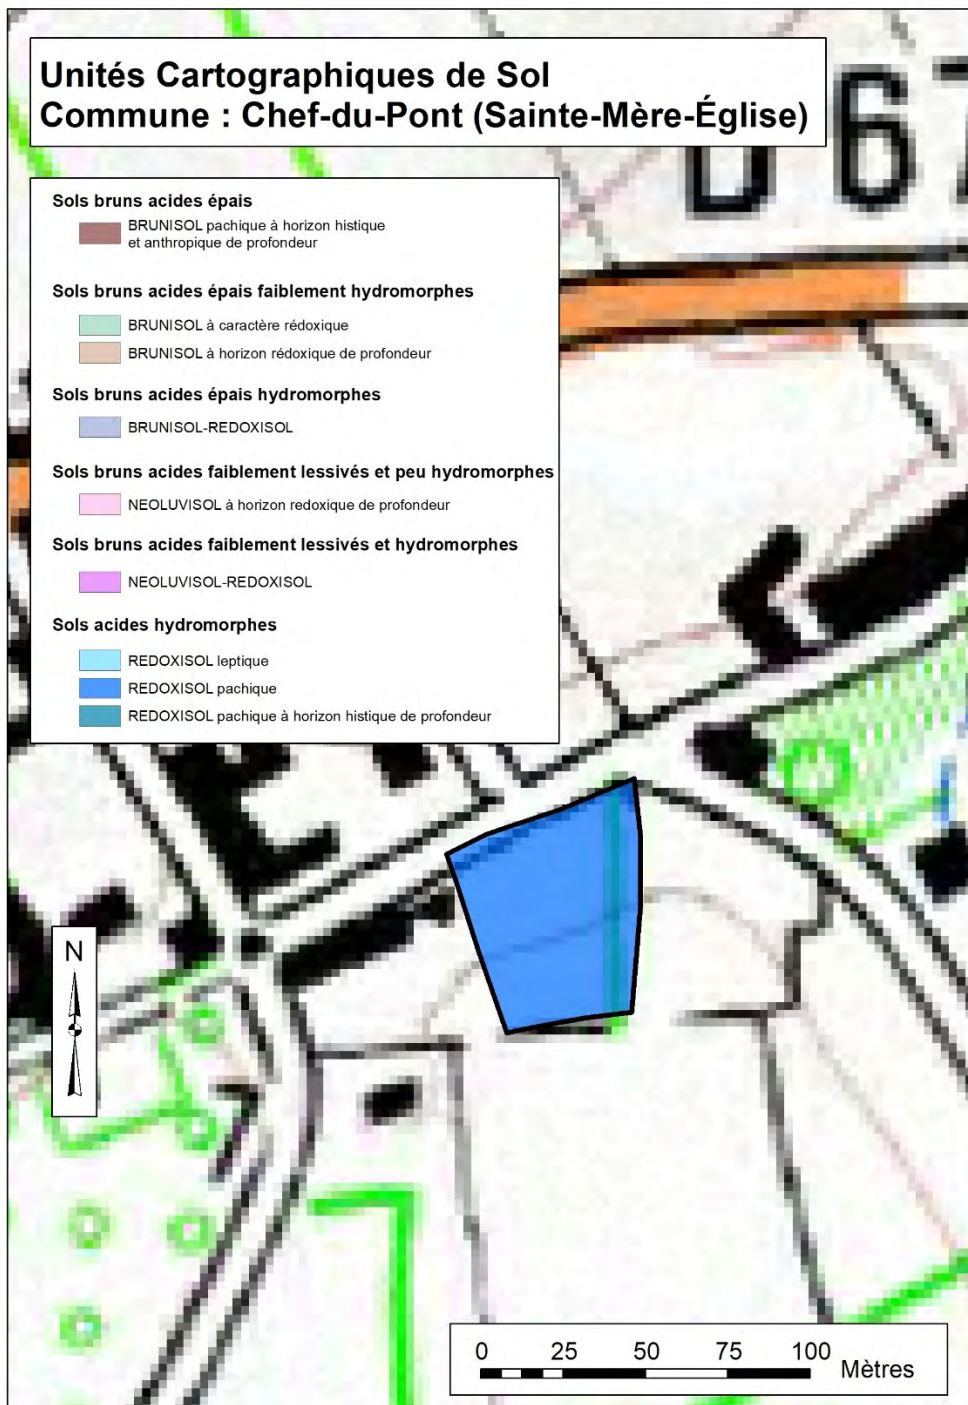 Unités Cartographiques de Sol
Commune : Chef-du-Pont (Sainte-Mère-Église)
D 67
Sols bruns acides épais
BRUNISOL pachique à horizon histique
et anthropique de profondeur
Sols bruns acides épais faiblement hydromorphes
BRUNISOL à caractère rédoxique
BRUNISOL à horizon rédoxique de profondeur
Sols bruns acides épais hydromorphes
BRUNISOL-REDOXISOL
Sols bruns acides faiblement lessivés et peu hydromorphes
NEOLUVISOL à horizon redoxique de profondeur
Sols bruns acides faiblement lessivés et hydromorphes
NEOLUVISOL-REDOXISOL
Sols acides hydromorphes
REDOXISOL leptique
REDOXISOL pachique
REDOXISOL pachique à horizon histique de profondeur
N
0 25 50 75 100
Mètres